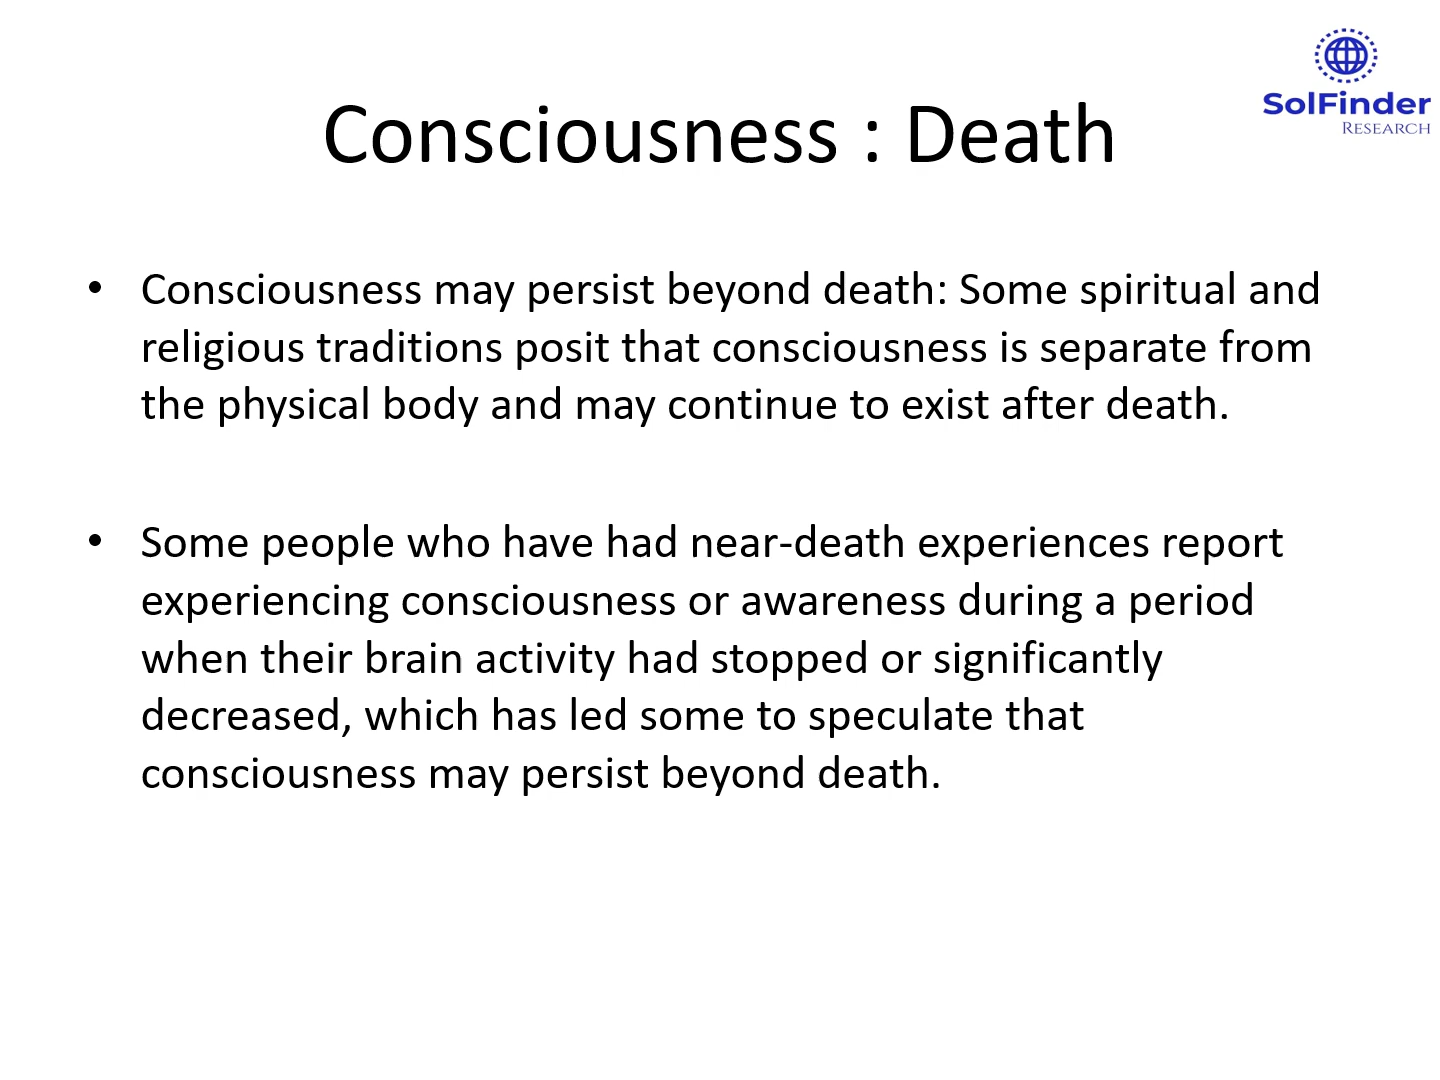 SolFinder
RESEARCH
Consciousness : Death
• Consciousness may persist beyond death: Some spiritual and
religious traditions posit that consciousness is separate from
the physical body and may continue to exist after death.
• Some people who have had near-death experiences report
experiencing consciousness or awareness during a period
when their brain activity had stopped or significantly
decreased, which has led some to speculate that
consciousness may persist beyond death.